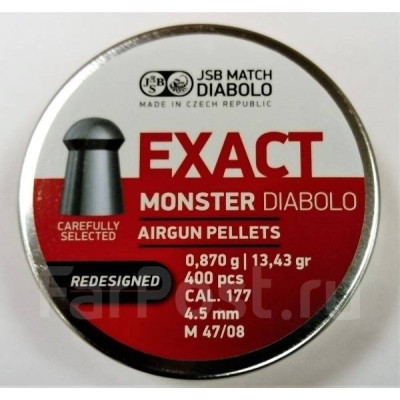 JSB
JSB MATCH
DIABOLO
MADE IN CZECH REPUBLIC
EXACT
MONSTER DIABOLO
CAREFULLY
SELECTED
AIRGUN PELLETS
REDESIGNED
0,870 g | 13,43 gr
400 pcs
CAL. 177
4.5 mm
M 47/08
FarPost.ru